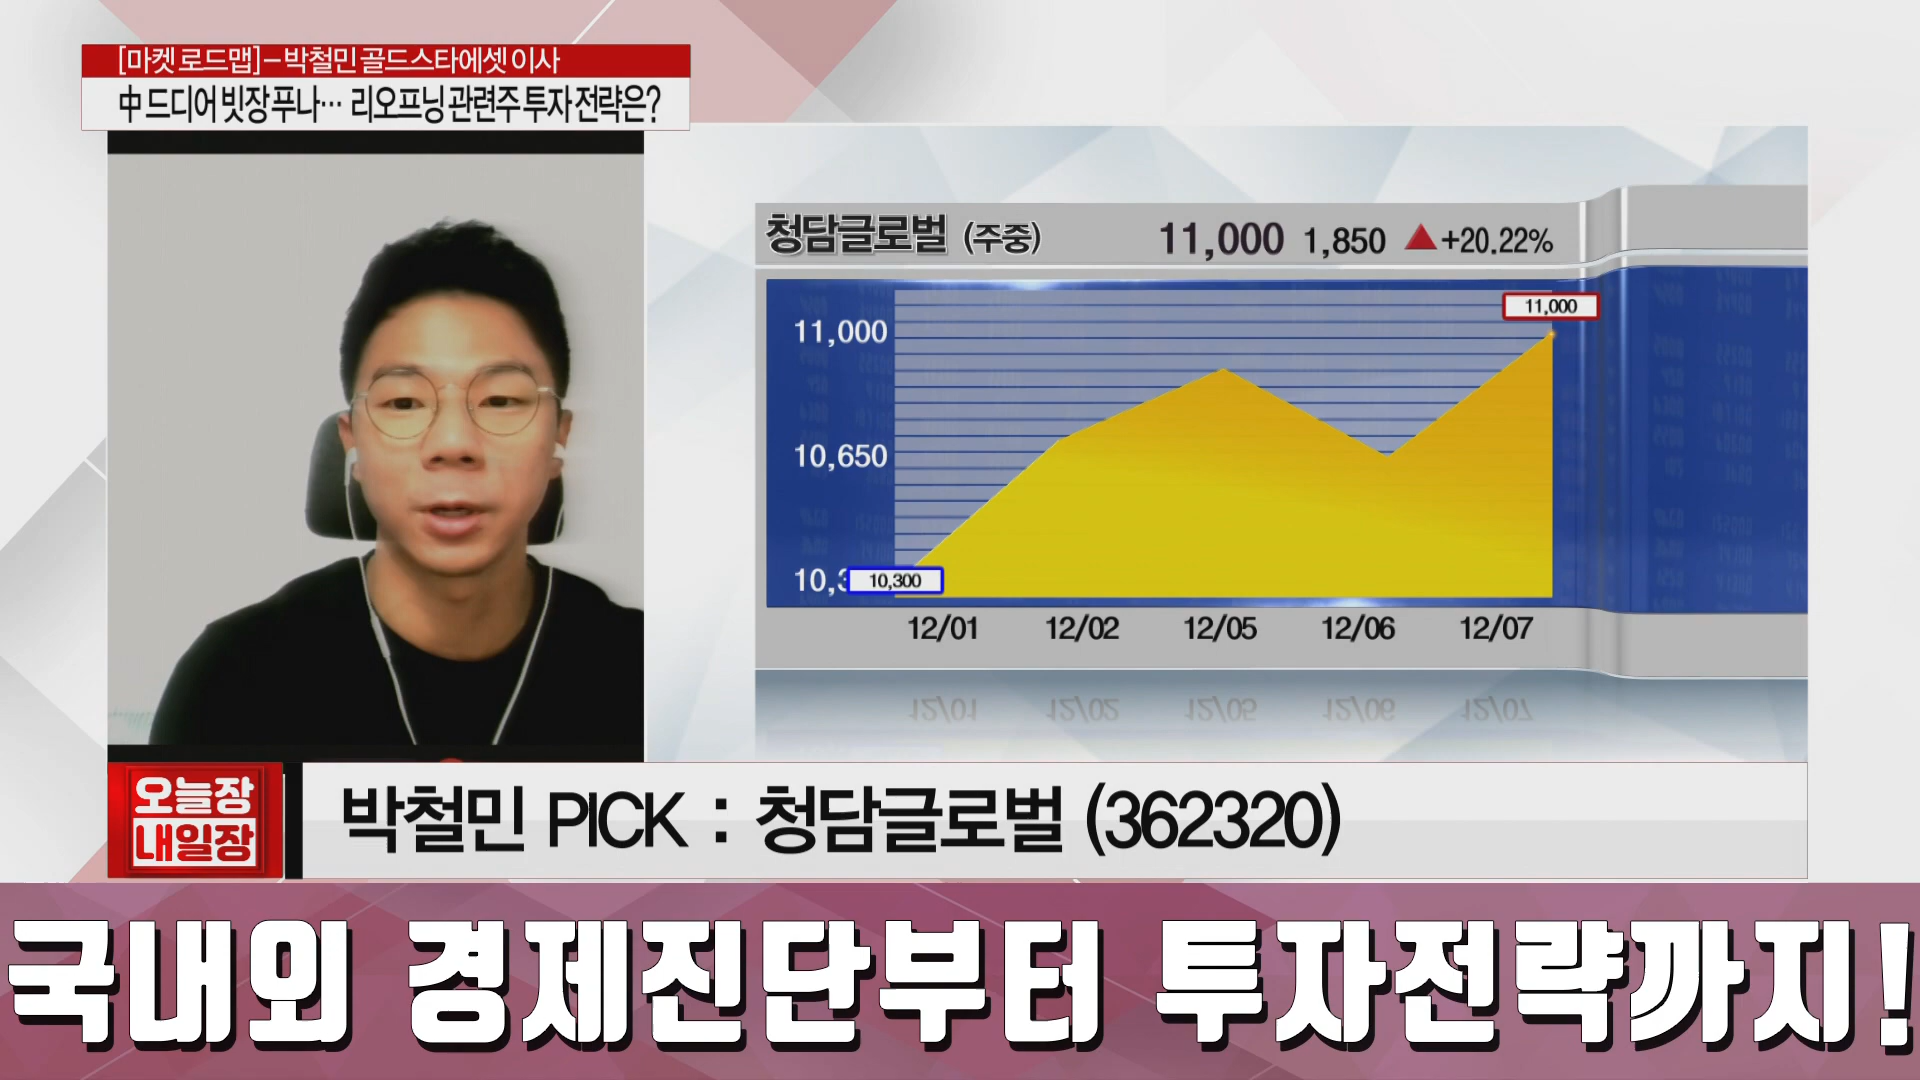 [마켓 로드맵] – 박철민 골드스타에셋 이사
中 드디어 빗장 푸나… 리오프닝 관련주 투자 전략은?
청담글로벌 (주중) 11,000 1,850 ▲+20.22%
11,000
11,000
10,650
10,3
10,300
12/01 12/02 12/05 12/06 12/07
오늘장
내일장
박철민 PICK : 청담글로벌 (362320)
국내외 경제진단부터 투자전략까지!